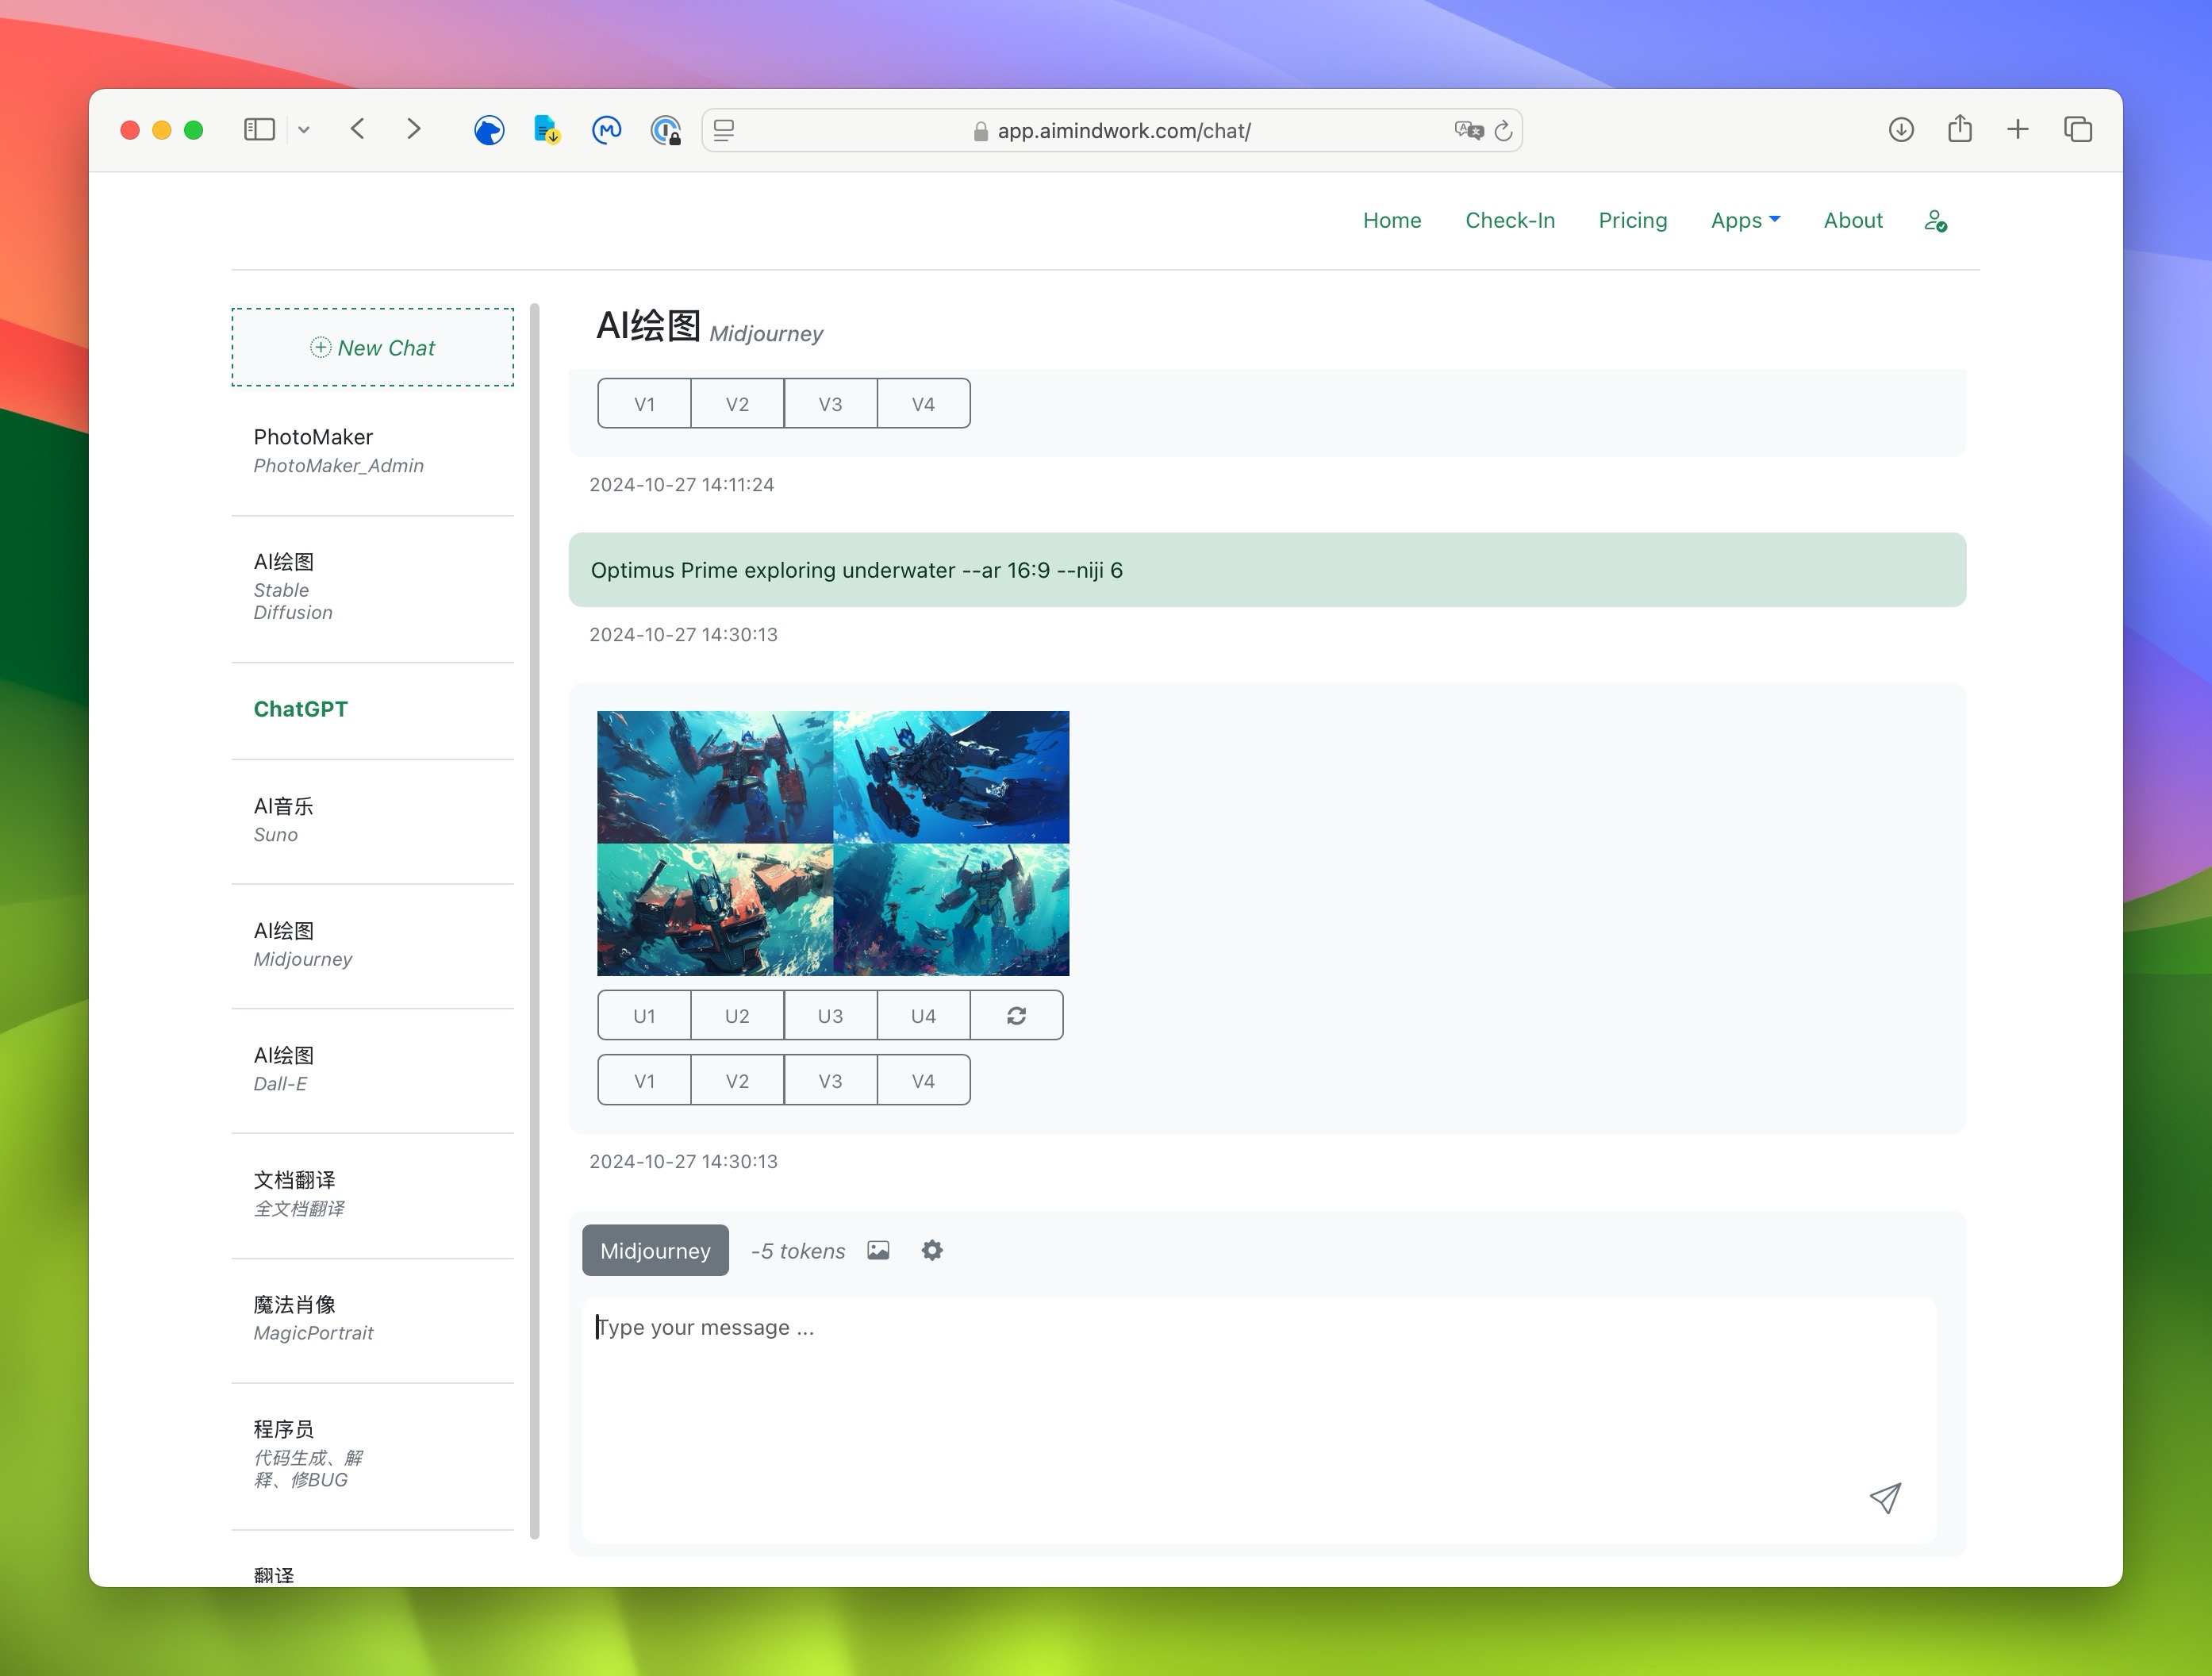 app.aimindwork.com/chat/
Home Check-In Pricing Apps About
New Chat
PhotoMaker
PhotoMaker_Admin
AI绘图
Stable
Diffusion
ChatGPT
AI音乐
Suno
AI绘图
Midjourney
AI绘图
Dall-E
文档翻译
全文档翻译
魔法肖像
MagicPortrait
程序员
代码生成、解
释、修BUG
翻译
AI绘图 Midjourney
V1 V2 V3 V4
2024-10-27 14:11:24
Optimus Prime exploring underwater --ar 16:9 --niji 6
2024-10-27 14:30:13
U1 U2 U3 U4
V1 V2 V3 V4
2024-10-27 14:30:13
Midjourney -5 tokens
Type your message ...